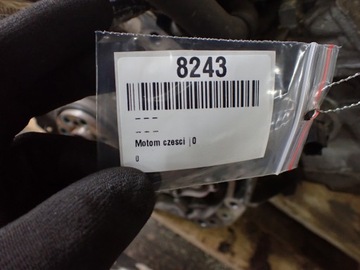 8243
---
---
Motom czesci |0
0